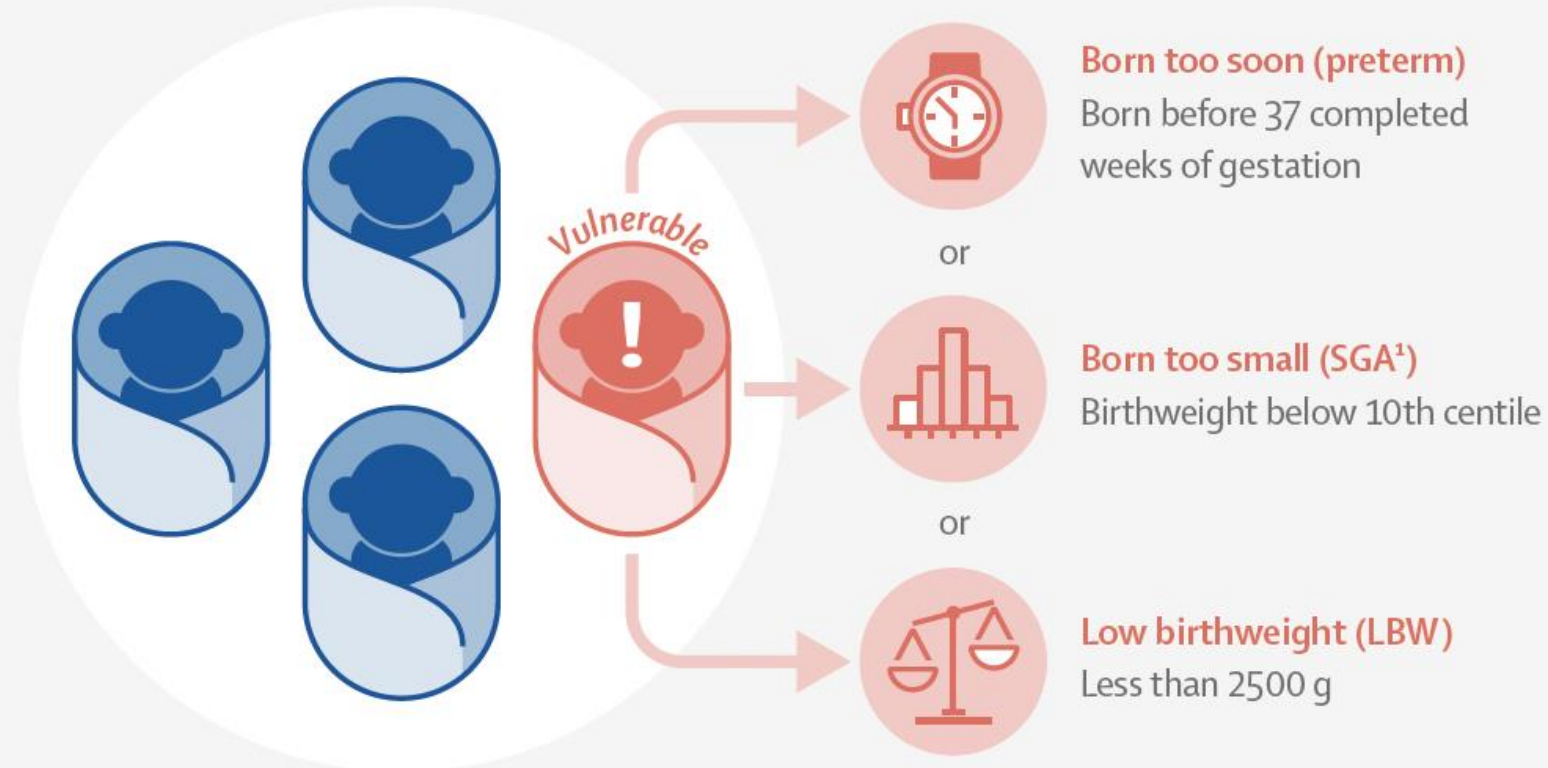 Vulnerable
Born too soon (preterm)
Born before 37 completed
weeks of gestation
or
Born too small (SGA¹)
Birthweight below 10th centile
or
Low birthweight (LBW)
Less than 2500 g